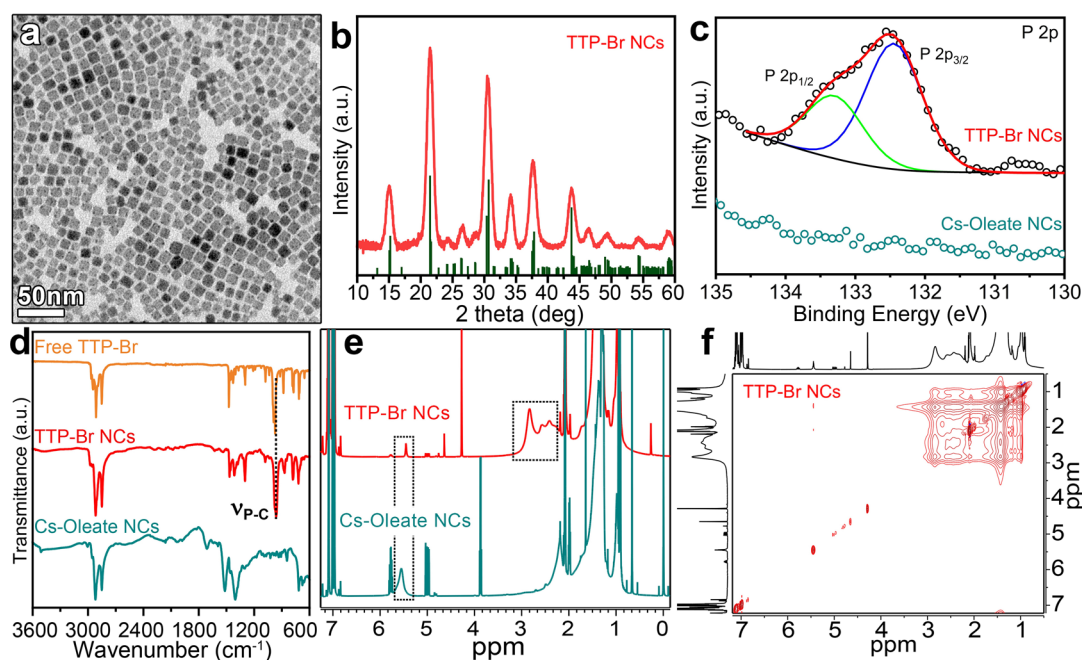 a
50nm
b
TTP-Br NCs
Intensity (a.u.)
10 15 20 25 30 35 40 45 50 55 60
2 theta (deg)
c
P 2p
P 2p1/2
P 2p3/2
TTP-Br NCs
Cs-Oleate NCs
Intensity (a.u.)
135 134 133 132 131 130
Binding Energy (eV)
d
Free TTP-Br
TTP-Br NCs
νP-C
Cs-Oleate NCs
Transmittance (a.u.)
3600 3000 2400 1800 1200 600
Wavenumber (cm-1)
e
TTP-Br NCs
Cs-Oleate NCs
7 6 5 4 3 2 1 0
ppm
f
TTP-Br NCs
1
2
3
4
5
6
7
ppm
7 6 5 4 3 2 1
ppm